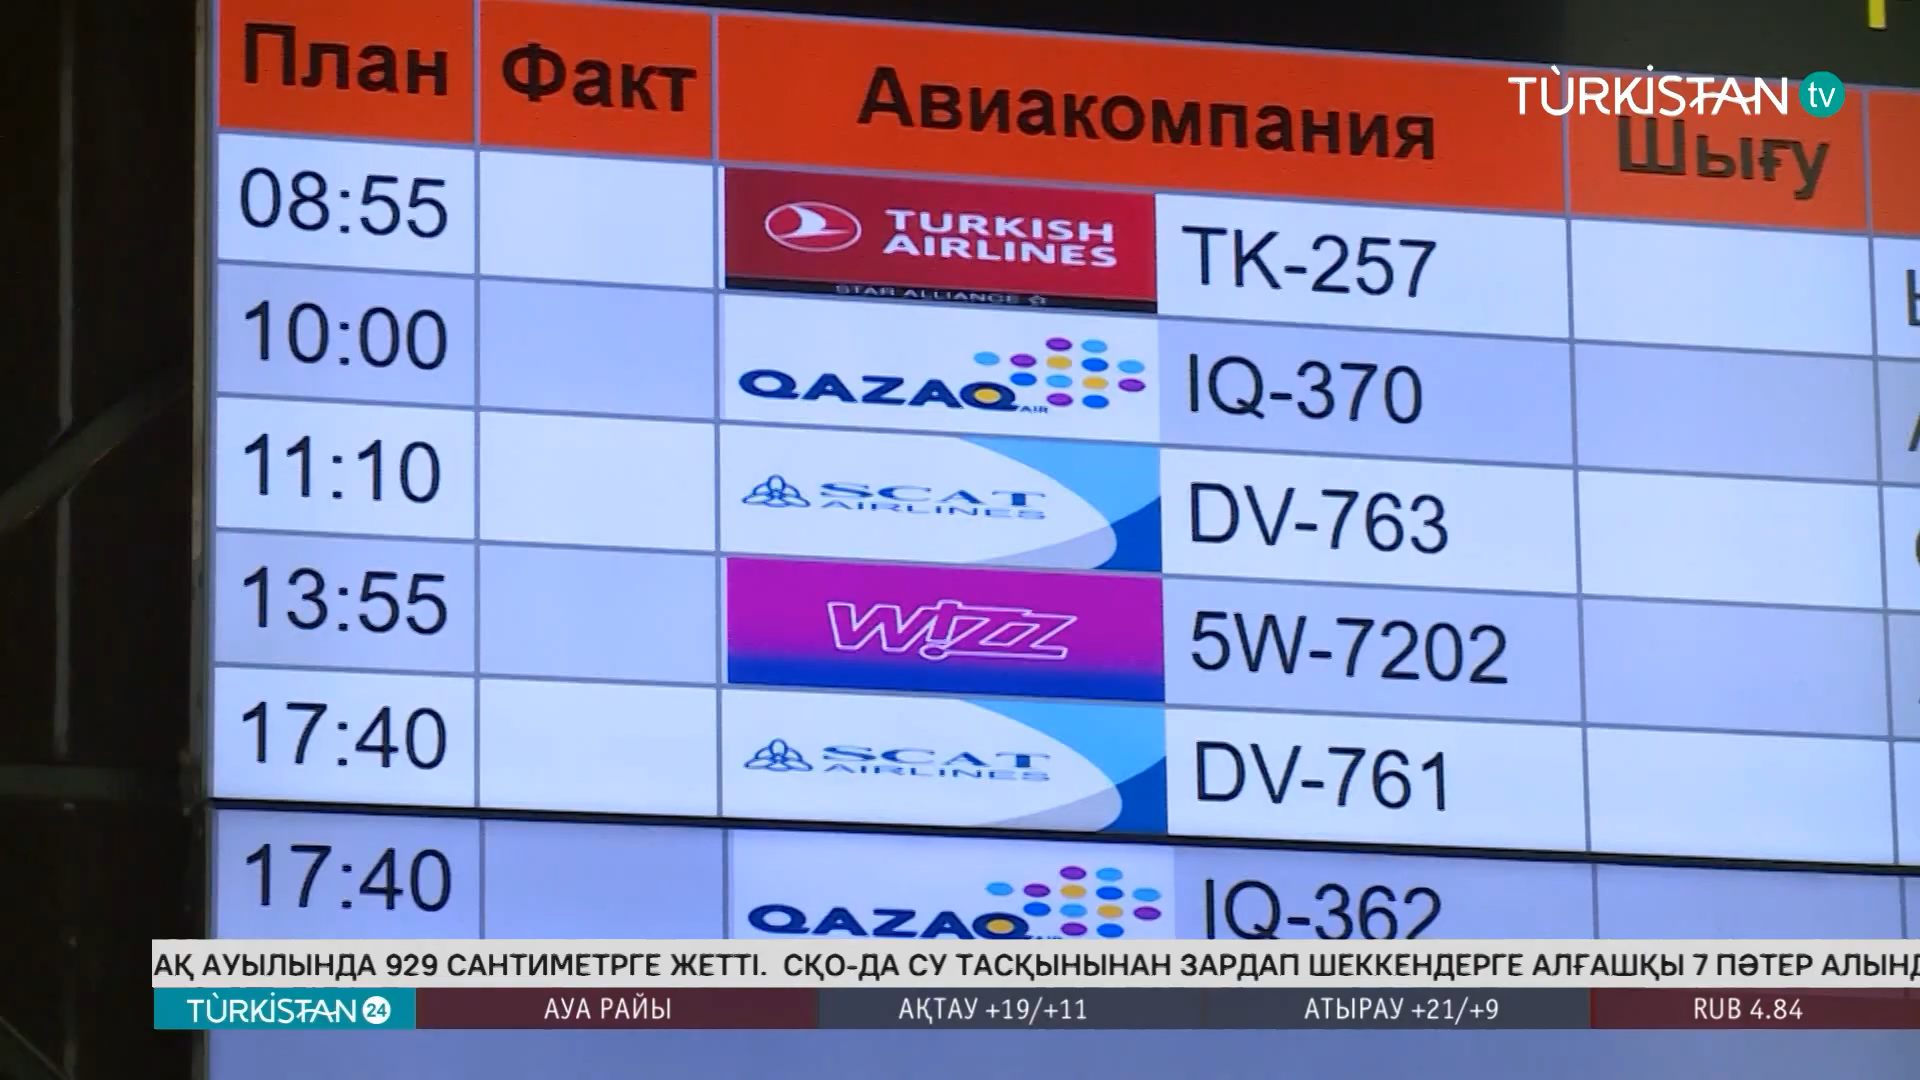 TÜRKİSTAN tv
План Факт Авиакомпания Шығу
08:55 TURKISH AIRLINES STAR ALLIANCE TK-257
10:00 QAZAQ AIR IQ-370
11:10 SCAT AIRLINES DV-763
13:55 WIZZ 5W-7202
17:40 SCAT AIRLINES DV-761
17:40 QAZAQ IQ-362
АҚ АУЫЛЫНДА 929 САНТИМЕТРГЕ ЖЕТТІ. СҚО-ДА СУ ТАСҚЫНЫНАН ЗАРДАП ШЕККЕНДЕРГЕ АЛҒАШҚЫ 7 ПӘТЕР АЛЫНД
TÜRKİSTAN 24 АУА РАЙЫ АҚТАУ +19/+11 АТЫРАУ +21/+9 RUB 4.84